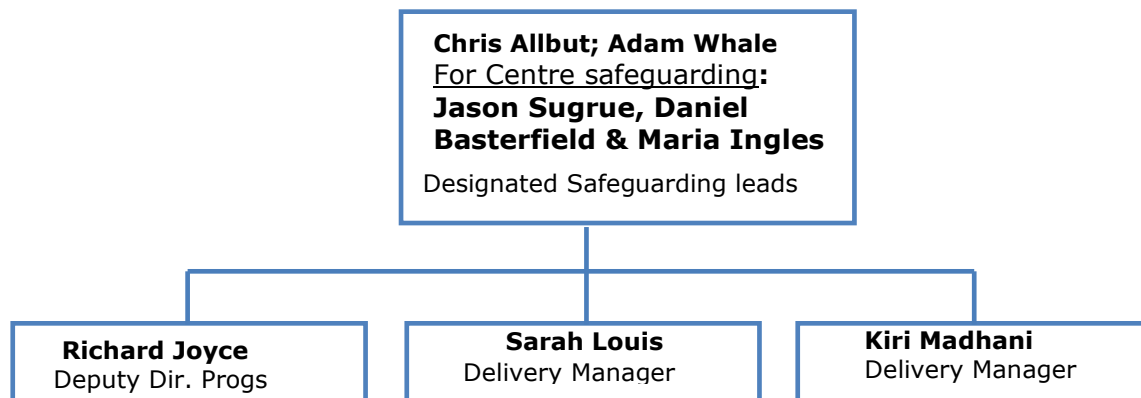 Chris Allbut; Adam Whale
For Centre safeguarding:
Jason Sugrue, Daniel
Basterfield & Maria Ingles
Designated Safeguarding leads
Richard Joyce
Deputy Dir. Progs
Sarah Louis
Delivery Manager
Kiri Madhani
Delivery Manager